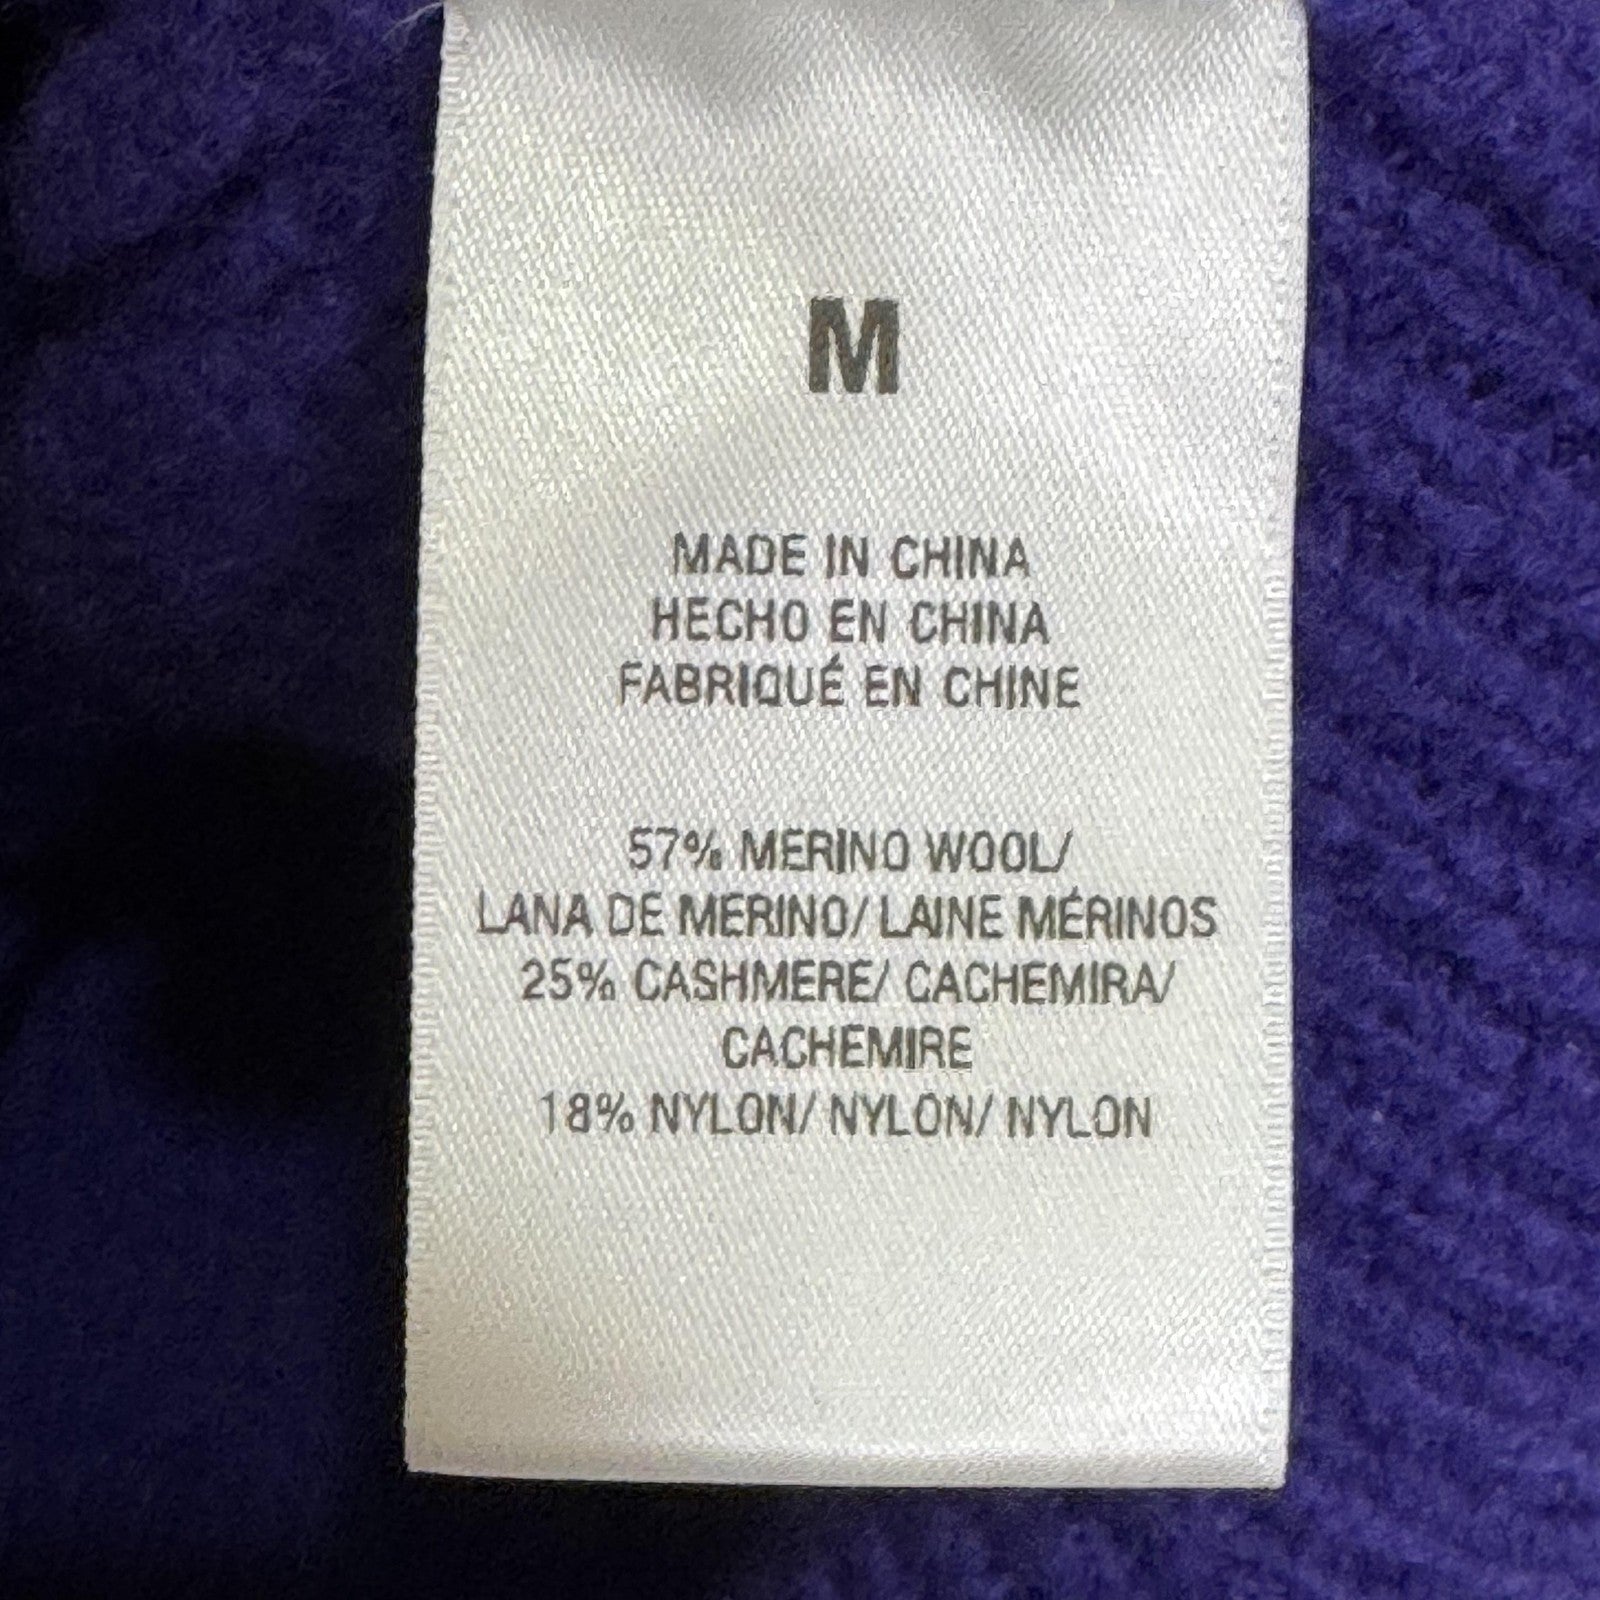 M
MADE IN CHINA
HECHO EN CHINA
FABRIQUÉ EN CHINE
57% MERINO WOOL/
LANA DE MERINO/ LAINE MÉRINOS
25% CASHMERE/ CACHEMIRA/
CACHEMIRE
18% NYLON/ NYLON/ NYLON